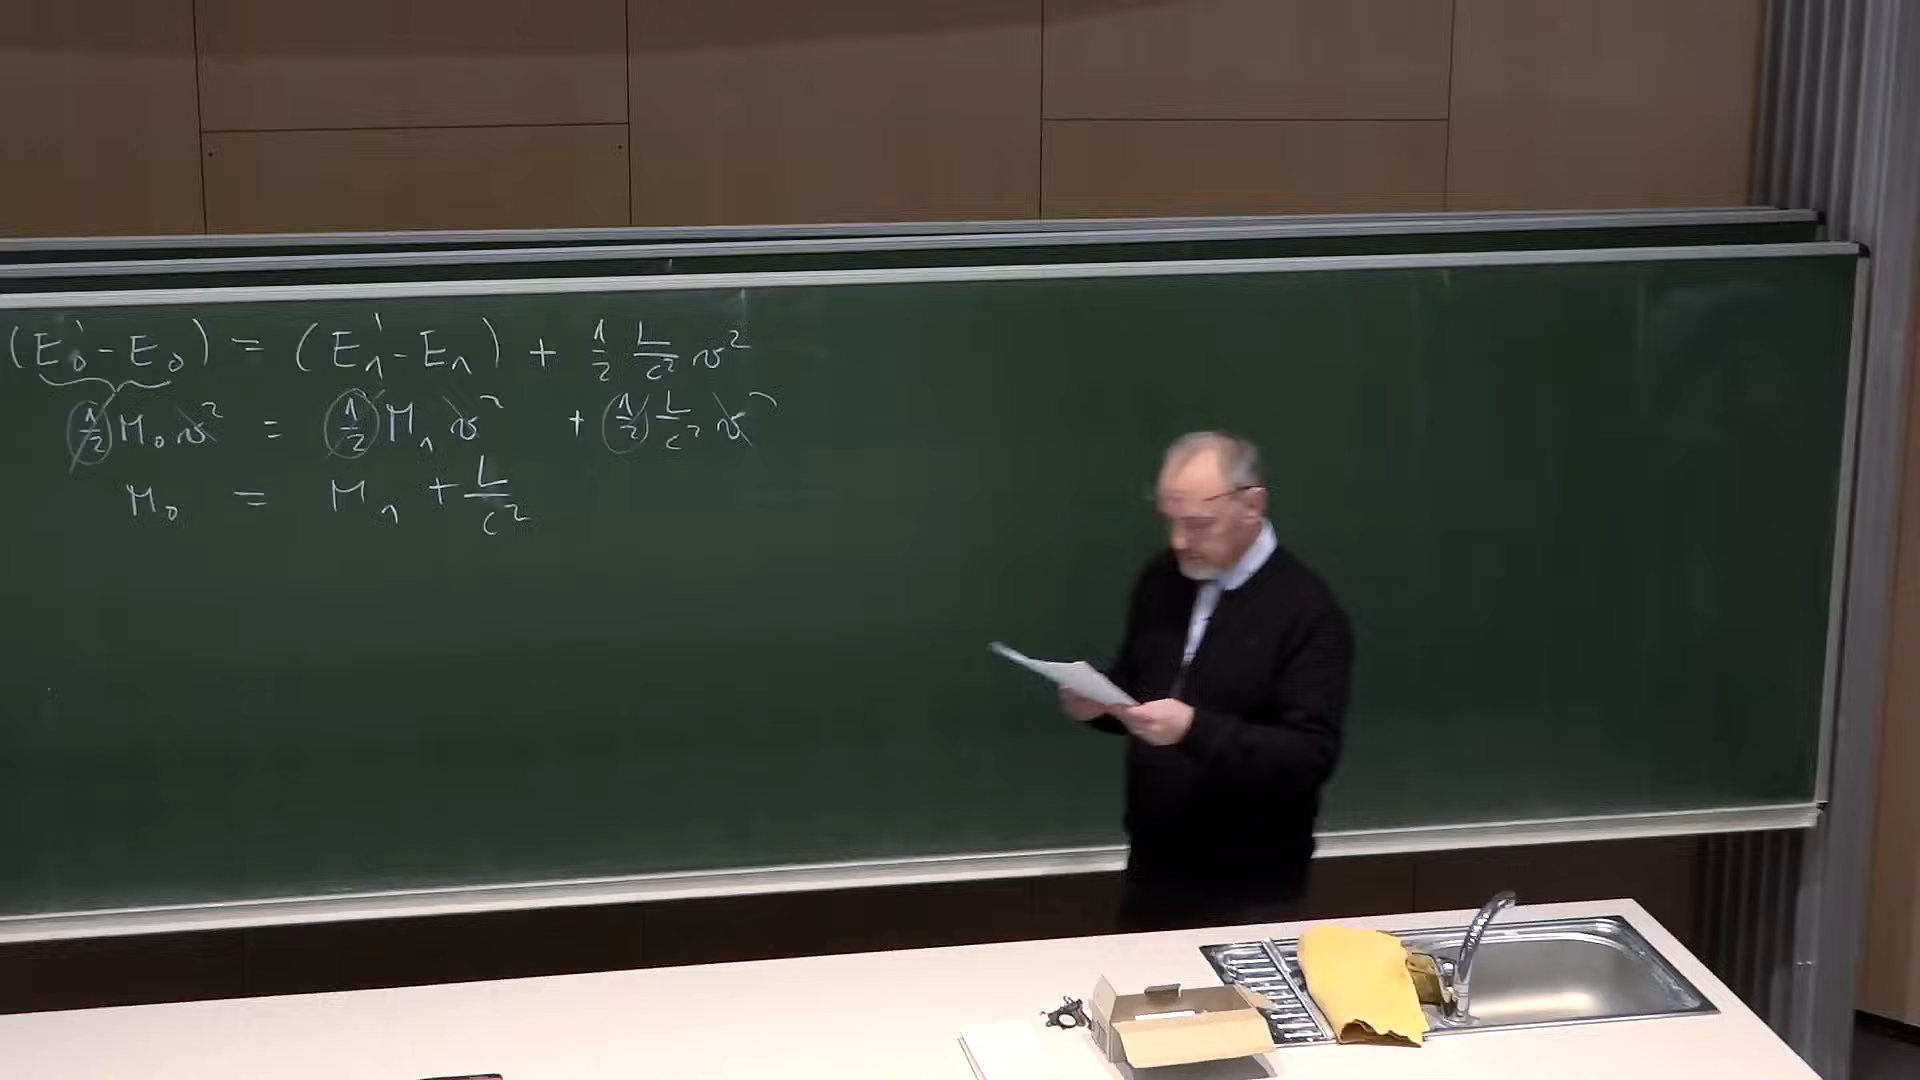 (E₀' - E₀) = (E₁' - E₁) + 1/2 L/c² v²
1/2 M₀ v² = 1/2 M₁ v² + 1/2 L/c² v²
M₀ = M₁ + L/c²